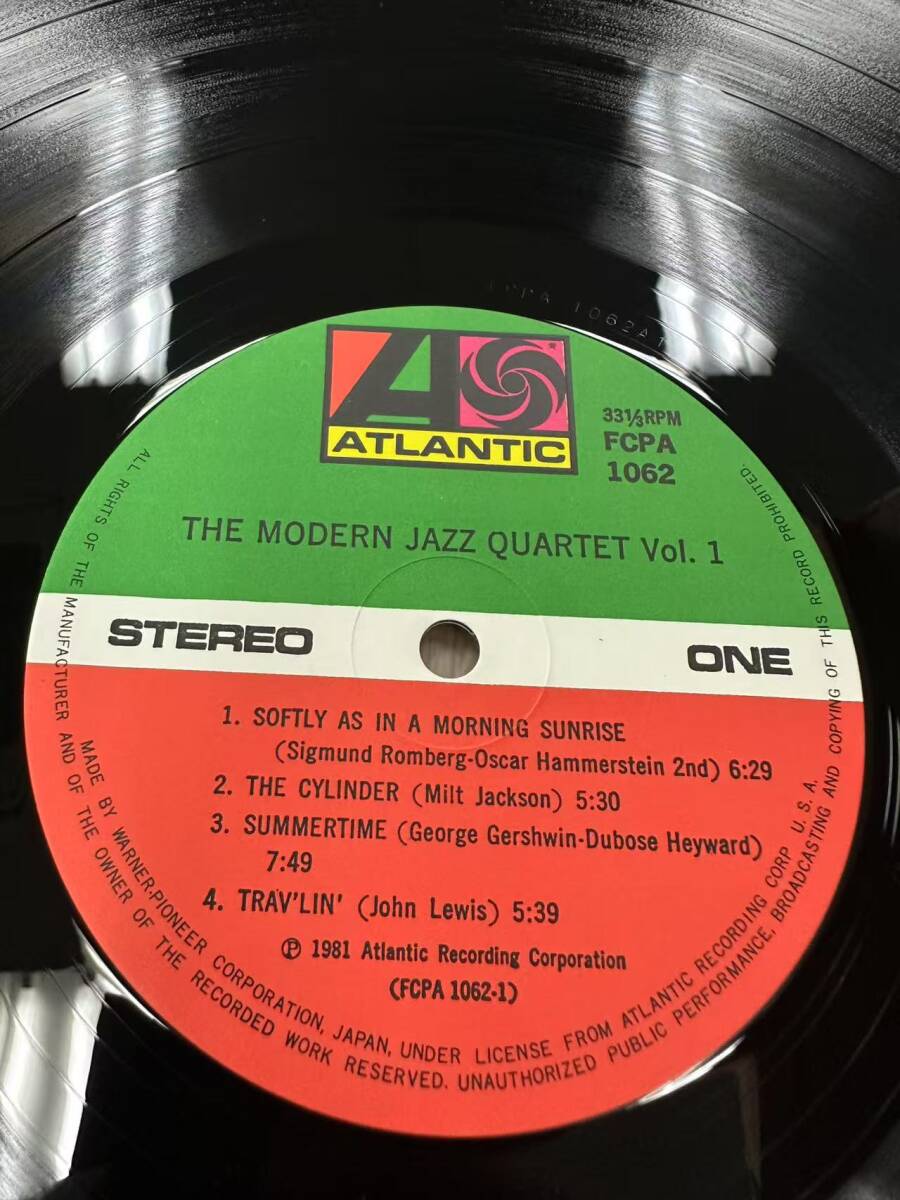 1062A1
ATLANTIC
33⅓RPM
FCPA
1062
THE MODERN JAZZ QUARTET Vol. 1
STEREO
ONE
1. SOFTLY AS IN A MORNING SUNRISE
(Sigmund Romberg-Oscar Hammerstein 2nd) 6:29
2. THE CYLINDER (Milt Jackson) 5:30
3. SUMMERTIME (George Gershwin-Dubose Heyward)
7:49
4. TRAV'LIN' (John Lewis) 5:39
℗ 1981 Atlantic Recording Corporation
(FCPA 1062-1)
MADE BY WARNER-PIONEER CORPORATION, JAPAN, UNDER LICENSE FROM ATLANTIC RECORDING CORP U. S. A.
ALL RIGHTS OF THE MANUFACTURER AND OF THE OWNER OF THE RECORDED WORK RESERVED. UNAUTHORIZED PUBLIC PERFORMANCE, BROADCASTING AND COPYING OF THIS RECORD PROHIBITED.